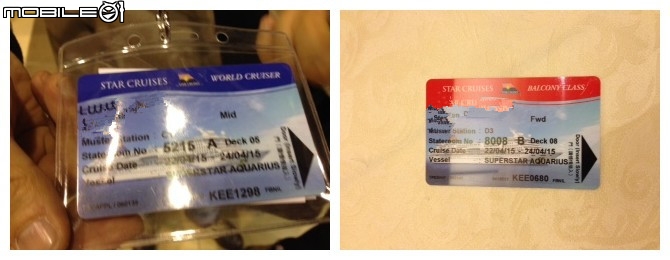 MOBILE01
STAR CRUISES WORLD CRUISER
Mid
Muster Station
Stateroom No 5215 A Deck 05
Cruise Date 22/04/15 - 24/04/15
Vessel SUPERSTAR AQUARIUS
KEE1298
STAR CRUISES BALCONY CLASS
Fwd
Muster Station : D3
Stateroom No 8008 B Deck 08
Cruise Date 22/04/15 - 24/04/15
Vessel SUPERSTAR AQUARIUS
KEE0680